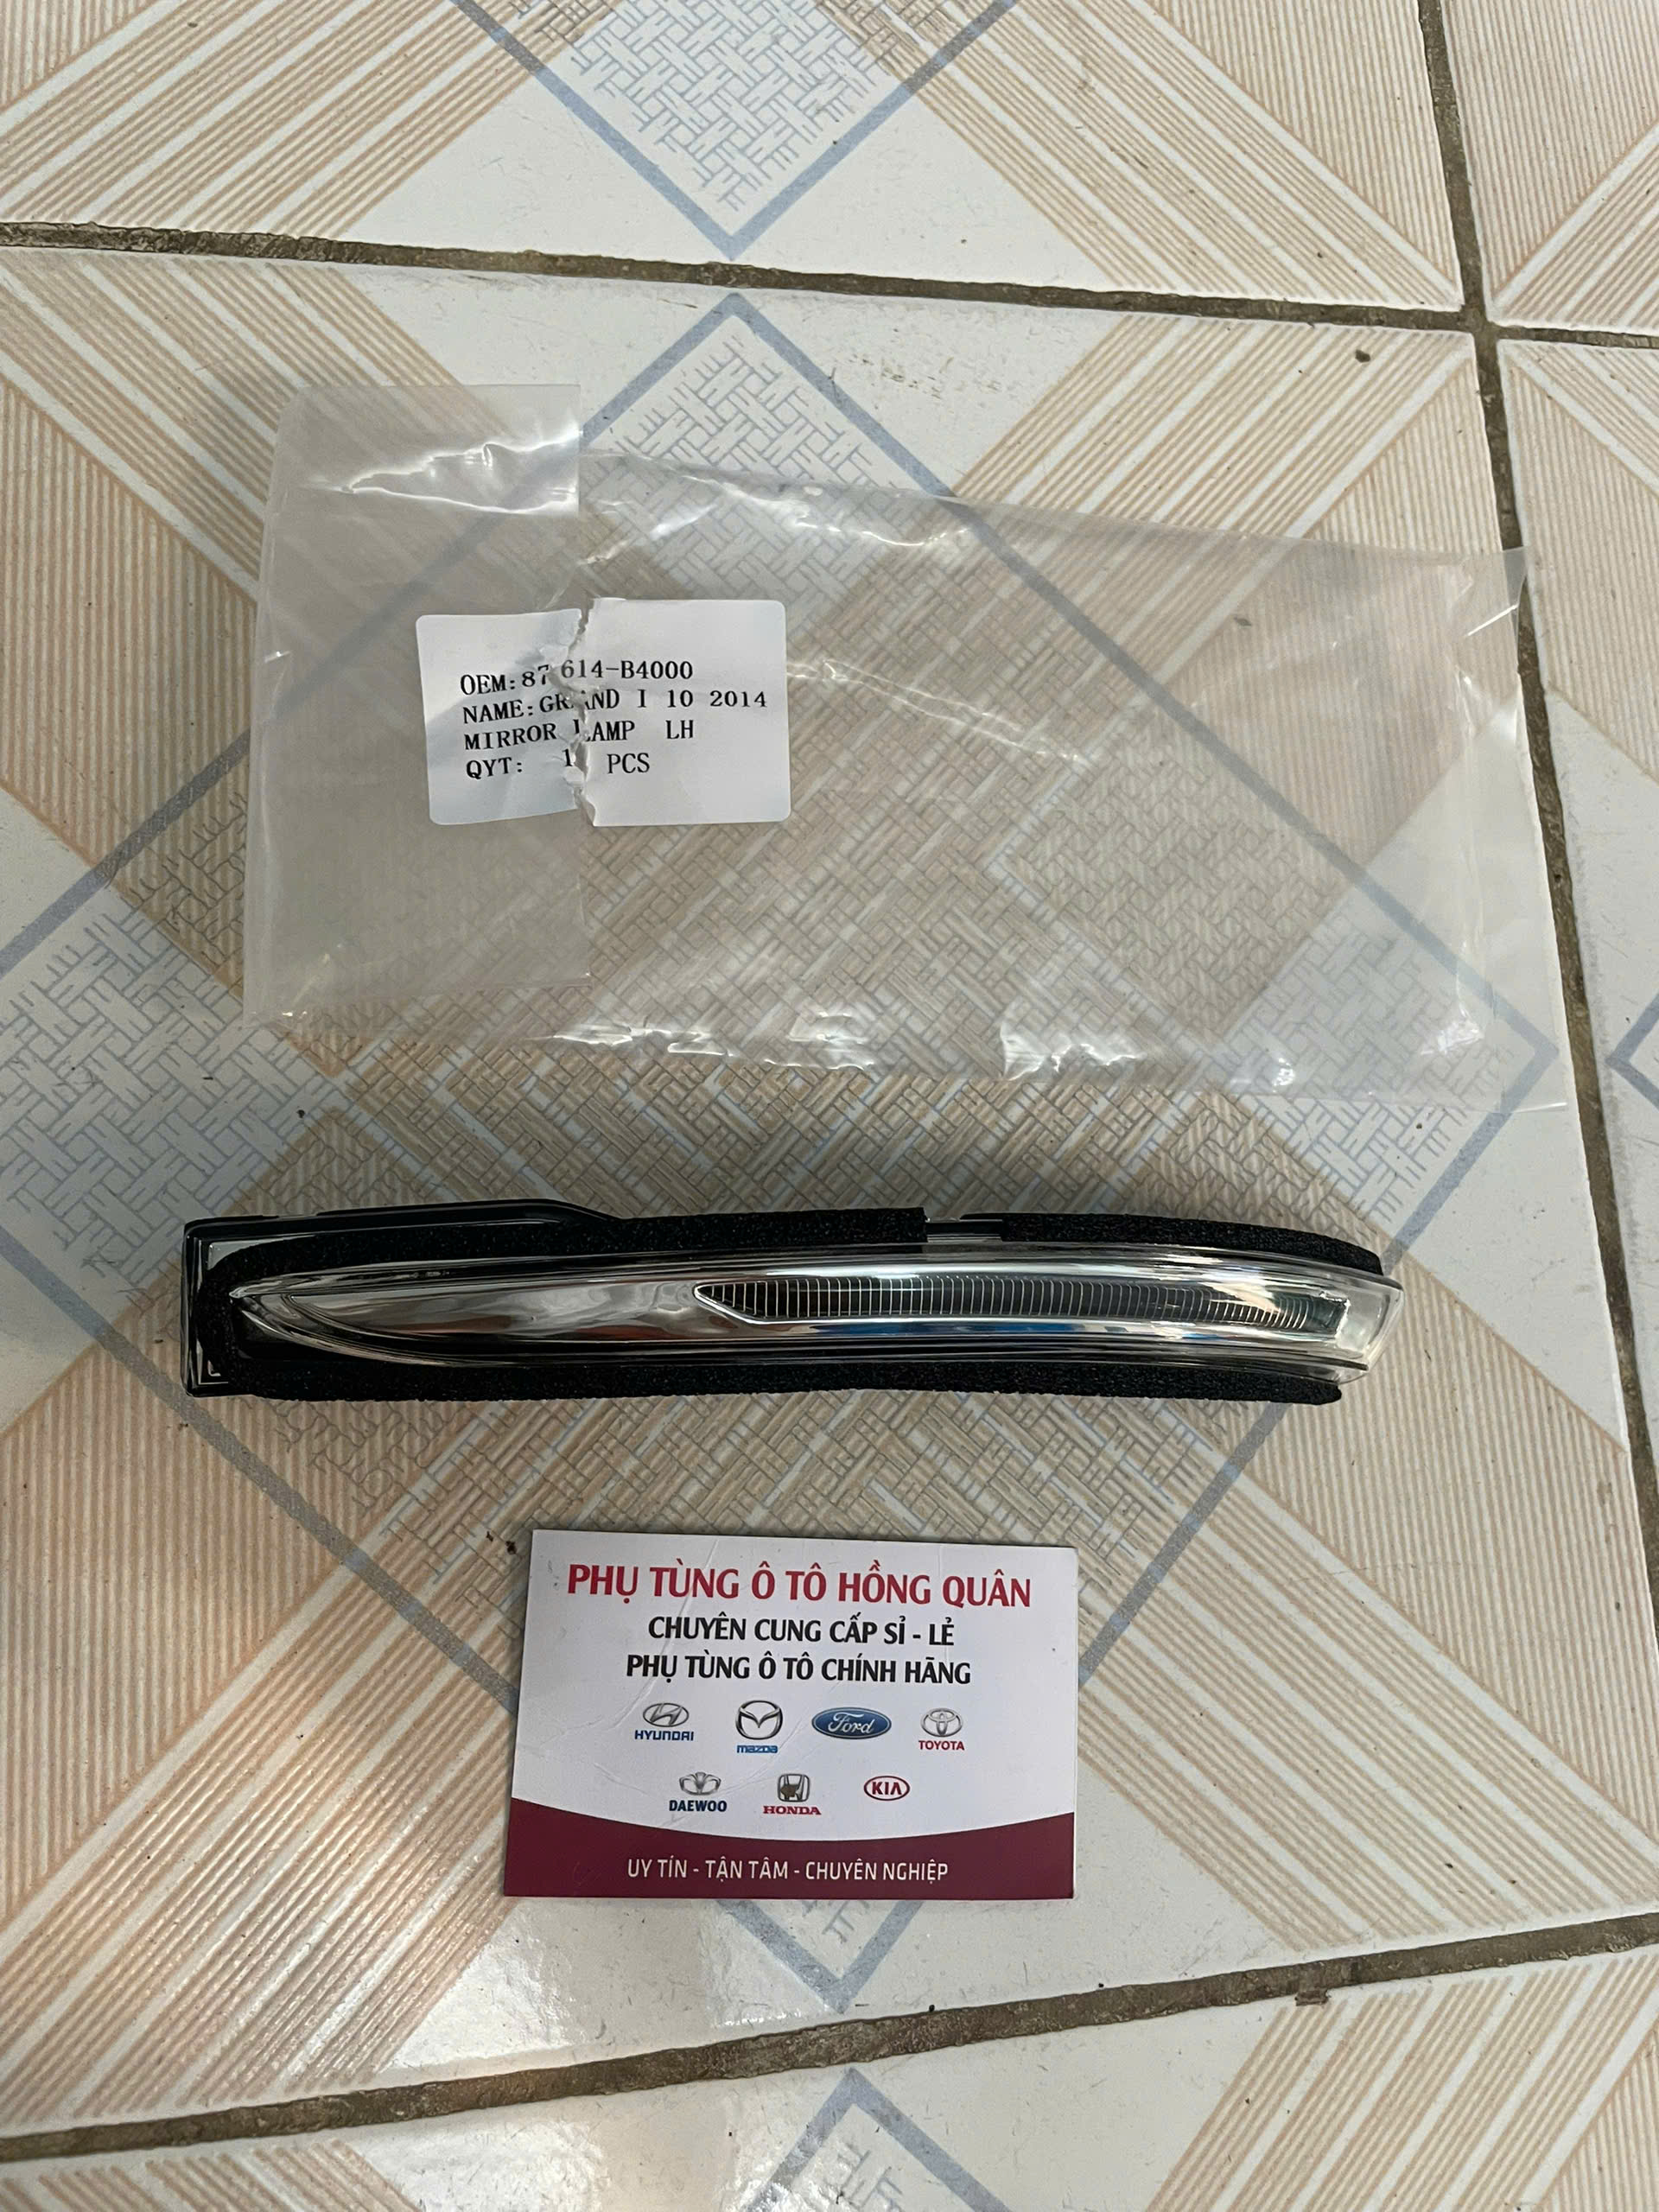 OEM:87614-B4000
NAME:GRAND I 10 2014
MIRROR LAMP LH
QYT: 1 PCS
PHỤ TÙNG Ô TÔ HỒNG QUÂN
CHUYÊN CUNG CẤP SỈ - LẺ
PHỤ TÙNG Ô TÔ CHÍNH HÃNG
HYUNDAI mazda Ford TOYOTA
DAEWOO HONDA KIA
UY TÍN - TẬN TÂM - CHUYÊN NGHIỆP